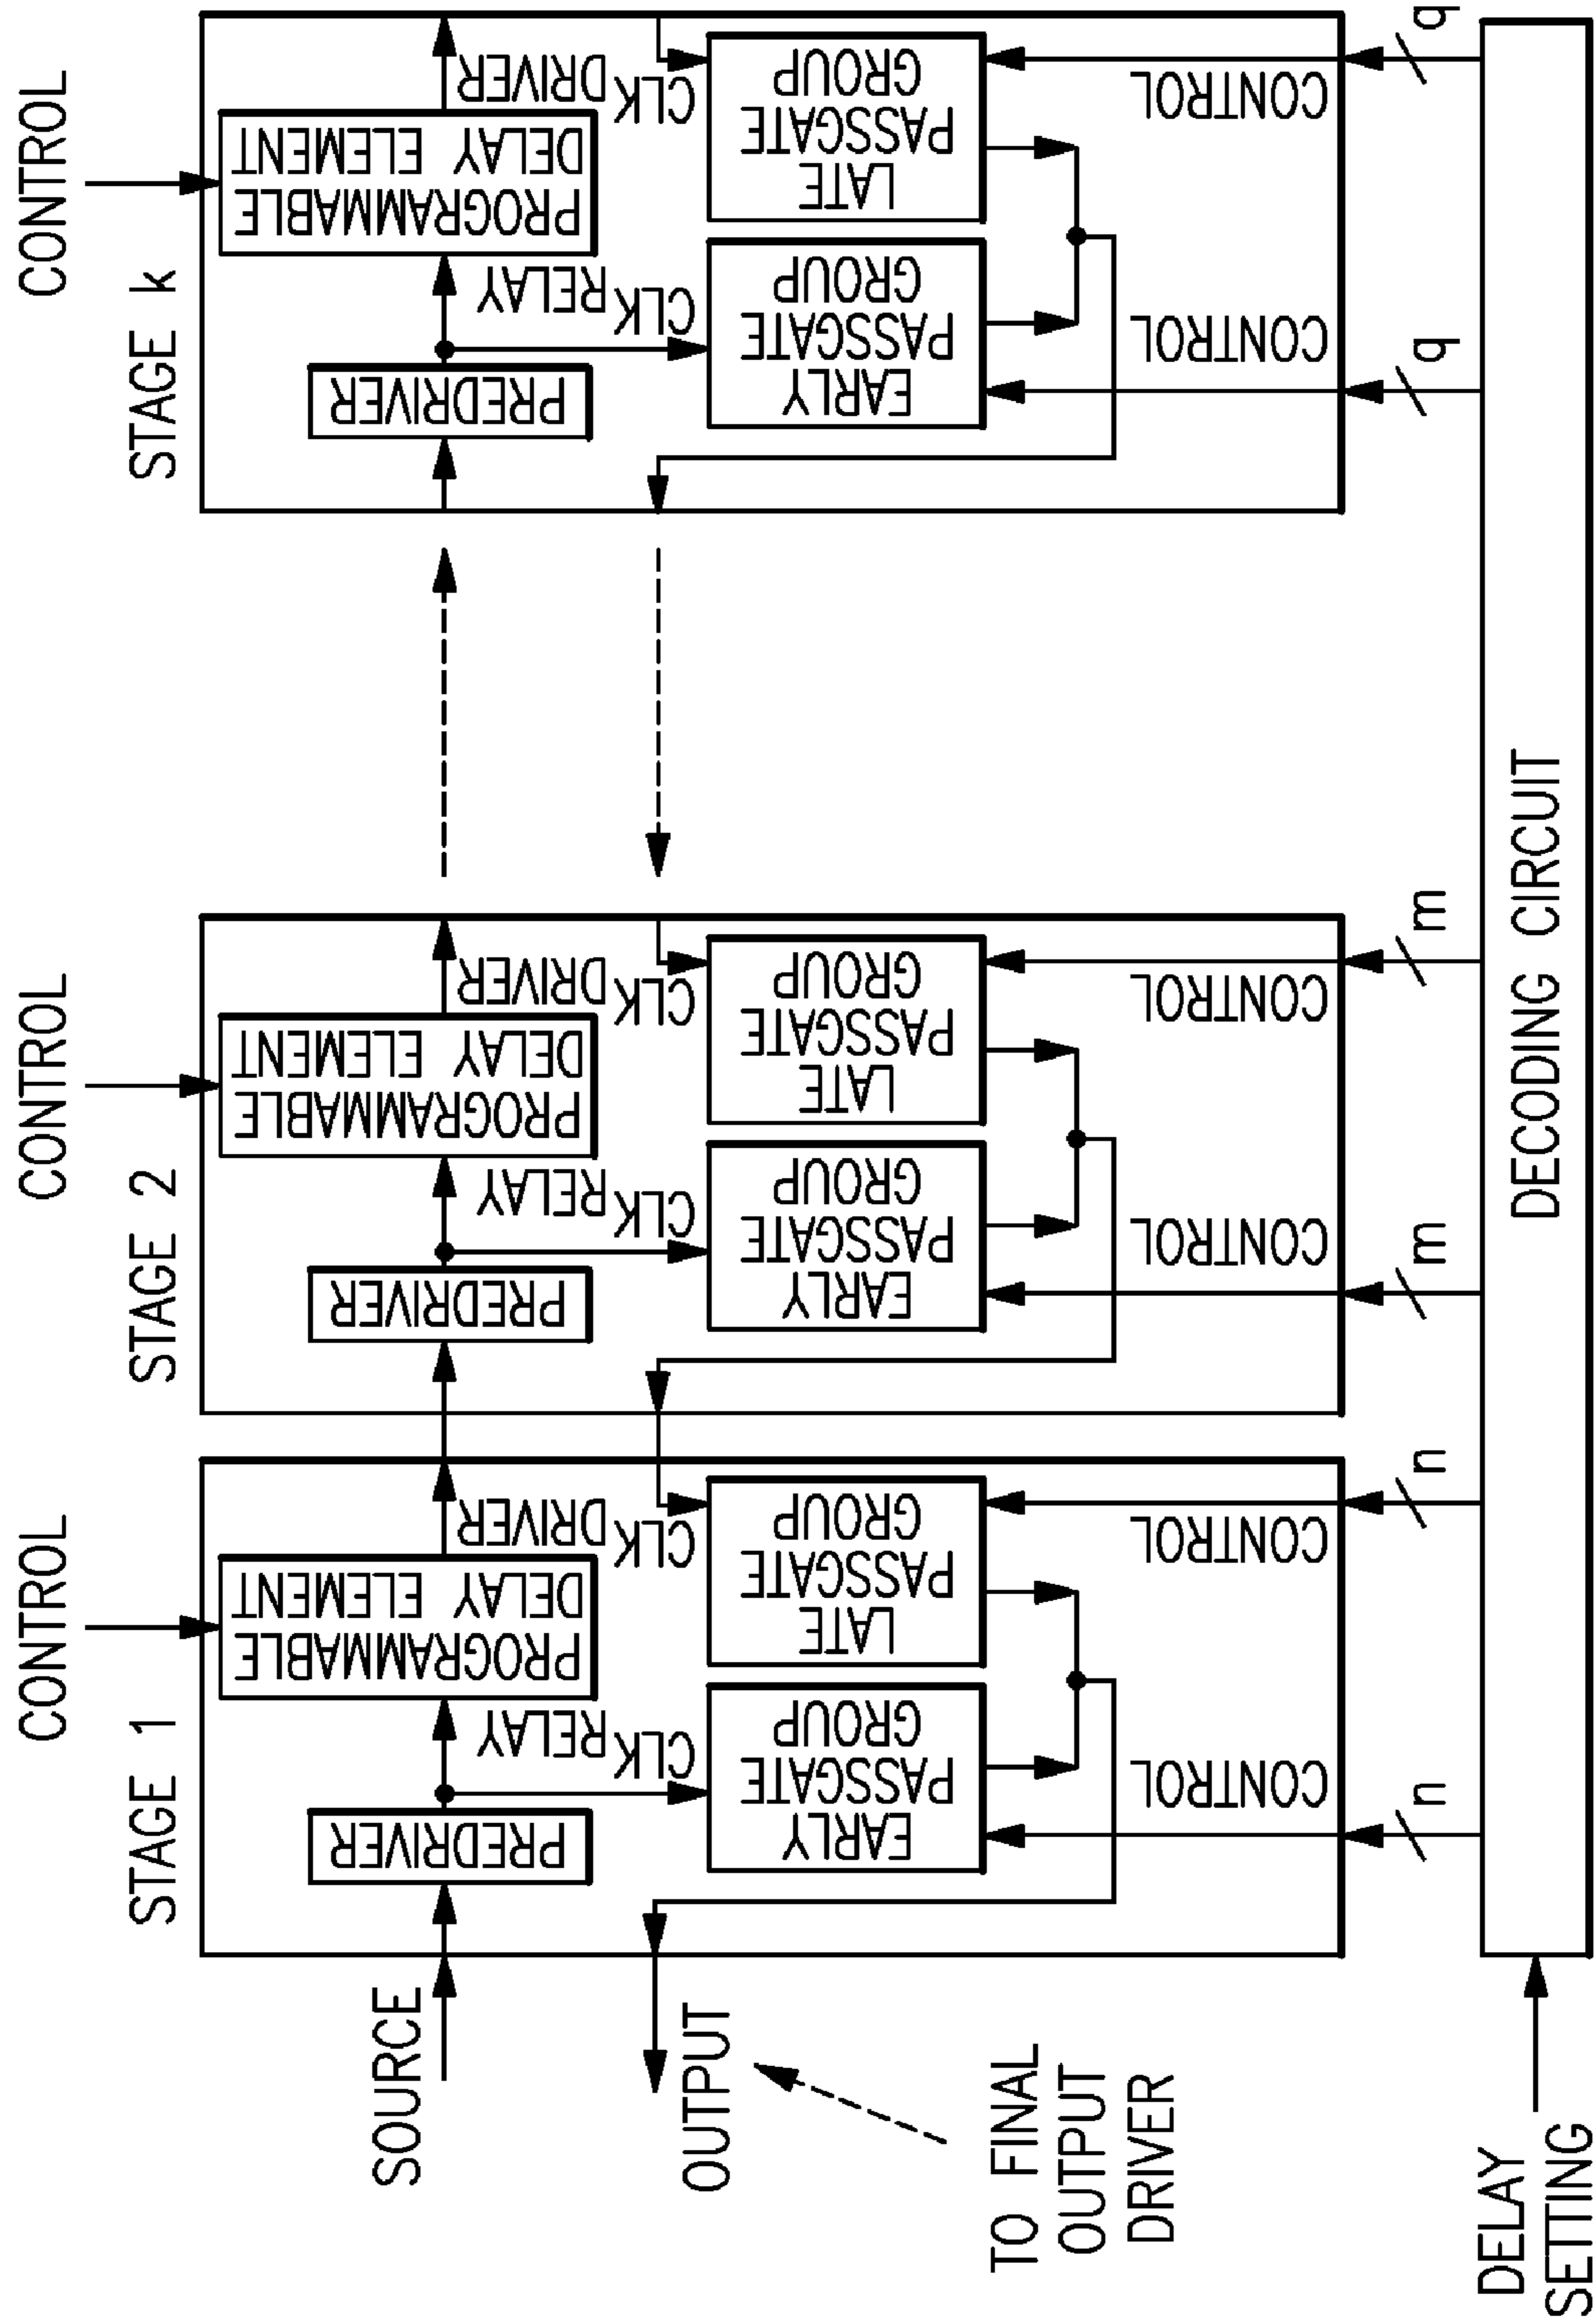 CONTROL
CONTROL
CONTROL
STAGE 1
STAGE 2
STAGE k
SOURCE
PREDRIVER
RELAY
CLK
PROGRAMMABLE
DELAY ELEMENT
DRIVER
CLK
EARLY
PASSGATE
GROUP
LATE
PASSGATE
GROUP
CONTROL
CONTROL
n
n
PREDRIVER
RELAY
CLK
PROGRAMMABLE
DELAY ELEMENT
DRIVER
CLK
EARLY
PASSGATE
GROUP
LATE
PASSGATE
GROUP
CONTROL
CONTROL
m
m
PREDRIVER
RELAY
CLK
PROGRAMMABLE
DELAY ELEMENT
DRIVER
CLK
EARLY
PASSGATE
GROUP
LATE
PASSGATE
GROUP
CONTROL
CONTROL
q
q
OUTPUT
TO FINAL
OUTPUT
DRIVER
DELAY
SETTING
DECODING CIRCUIT